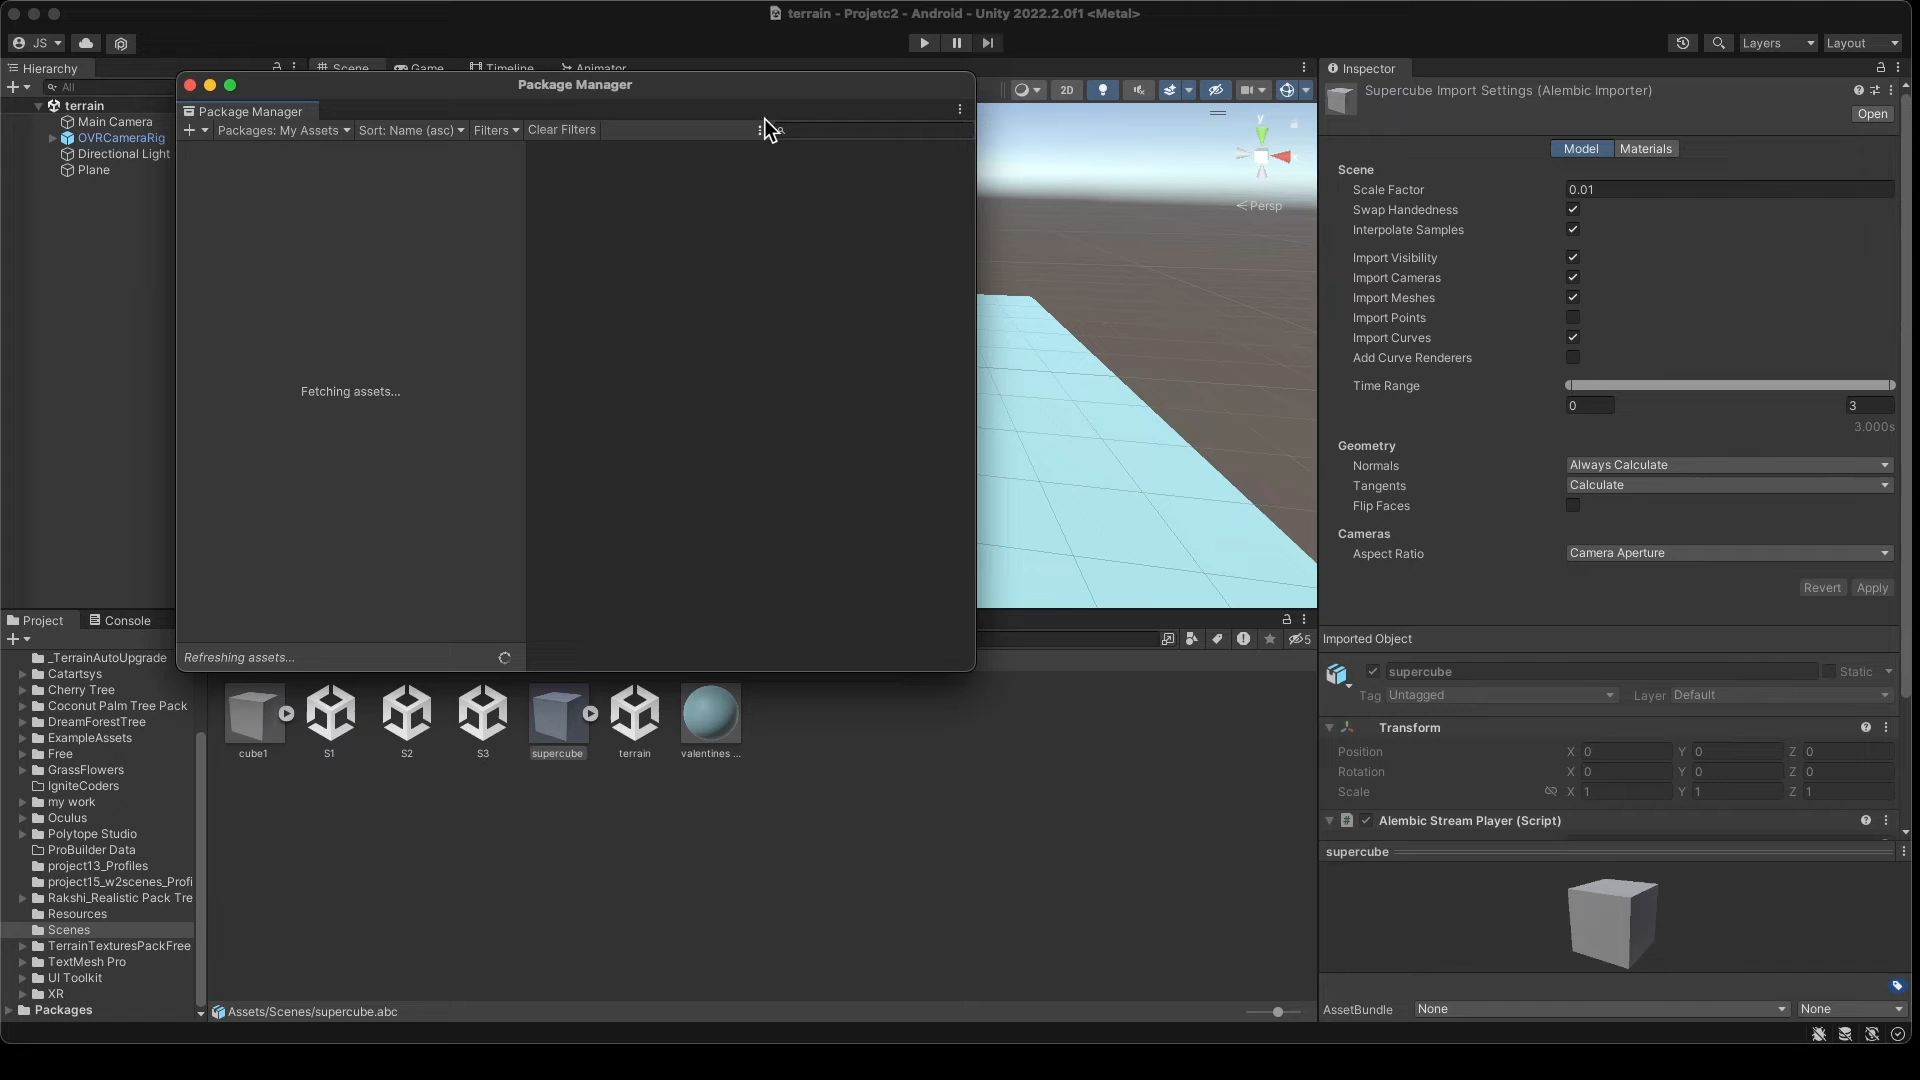 terrain - Projetc2 - Android - Unity 2022.2.0f1 <Metal>
JS
Layers
Layout
Hierarchy
Scene
Game
Timeline
Animator
Inspector
All
terrain
Main Camera
OVRCameraRig
Directional Light
Plane
Package Manager
Package Manager
Packages: My Assets
Sort: Name (asc)
Filters
Clear Filters
Fetching assets...
Refreshing assets...
2D
y
Persp
Supercube Import Settings (Alembic Importer)
Open
Model
Materials
Scene
Scale Factor
0.01
Swap Handedness
Interpolate Samples
Import Visibility
Import Cameras
Import Meshes
Import Points
Import Curves
Add Curve Renderers
Time Range
0
3
3.000s
Geometry
Normals
Always Calculate
Tangents
Calculate
Flip Faces
Cameras
Aspect Ratio
Camera Aperture
Revert
Apply
Imported Object
supercube
Static
Tag Untagged
Layer Default
Transform
Position
X 0
Y 0
Z 0
Rotation
X 0
Y 0
Z 0
Scale
X 1
Y 1
Z 1
Alembic Stream Player (Script)
supercube
AssetBundle
None
None
Project
Console
5
_TerrainAutoUpgrade
Catartsys
Cherry Tree
Coconut Palm Tree Pack
DreamForestTree
ExampleAssets
Free
GrassFlowers
IgniteCoders
my work
Oculus
Polytope Studio
ProBuilder Data
project13_Profiles
project15_w2scenes_Profi
Rakshi_Realistic Pack Tre
Resources
Scenes
TerrainTexturesPackFree
TextMesh Pro
UI Toolkit
XR
Packages
cube1
S1
S2
S3
supercube
terrain
valentines ...
Assets/Scenes/supercube.abc